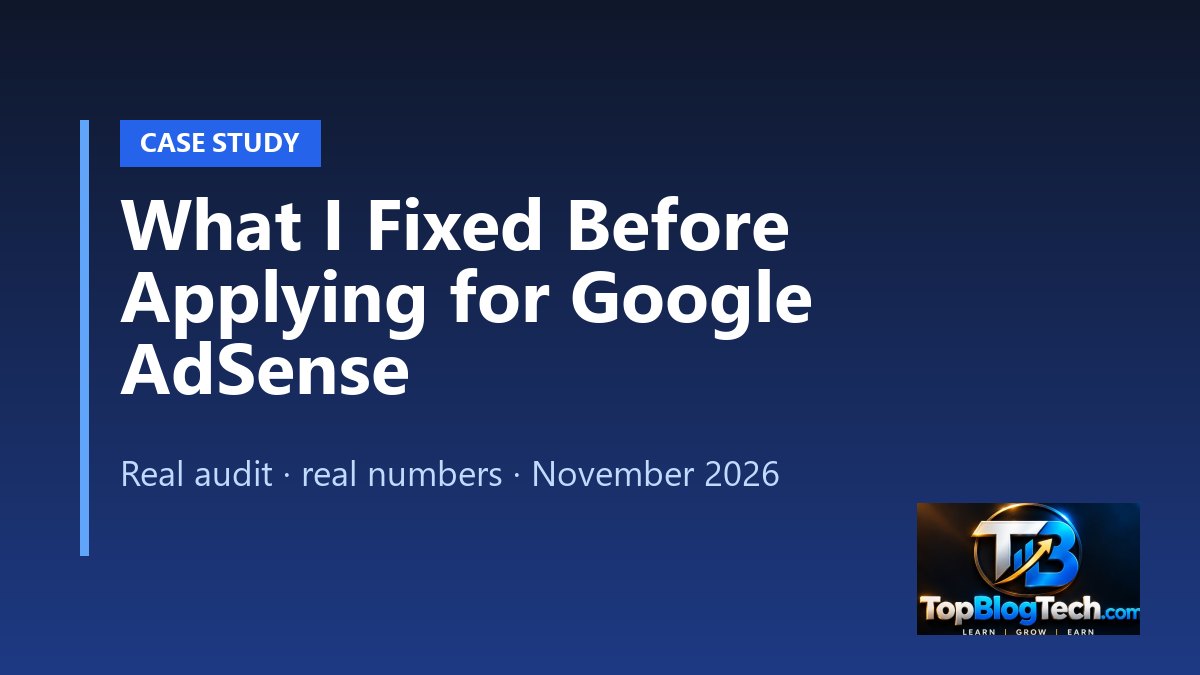 CASE STUDY
What I Fixed Before
Applying for Google
AdSense
Real audit · real numbers · November 2026
TB
TopBlogTech.com
LEARN | GROW | EARN